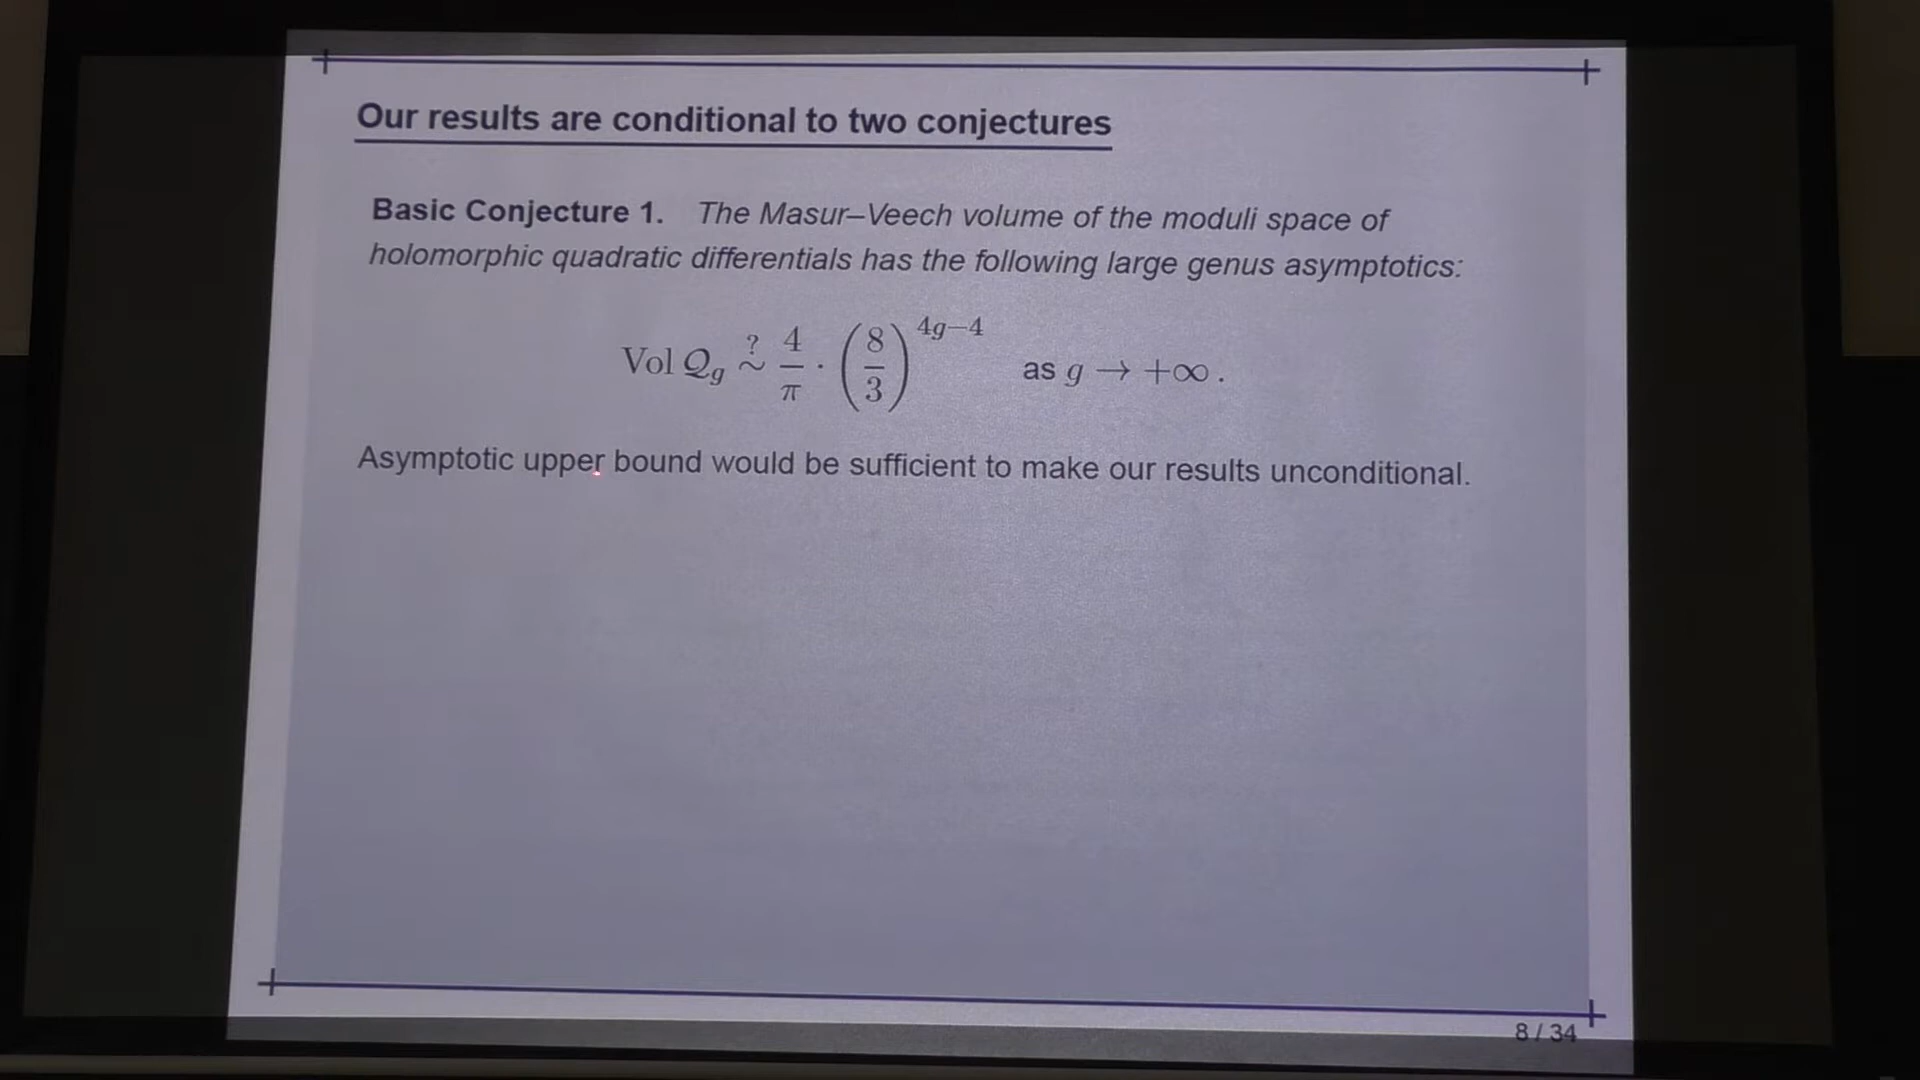 Our results are conditional to two conjectures
Basic Conjecture 1. The Masur–Veech volume of the moduli space of
holomorphic quadratic differentials has the following large genus asymptotics:
Vol 𝒬_g ∼^? 4/π · (8/3)^{4g−4} as g → +∞ .
Asymptotic upper bound would be sufficient to make our results unconditional.
8 / 34